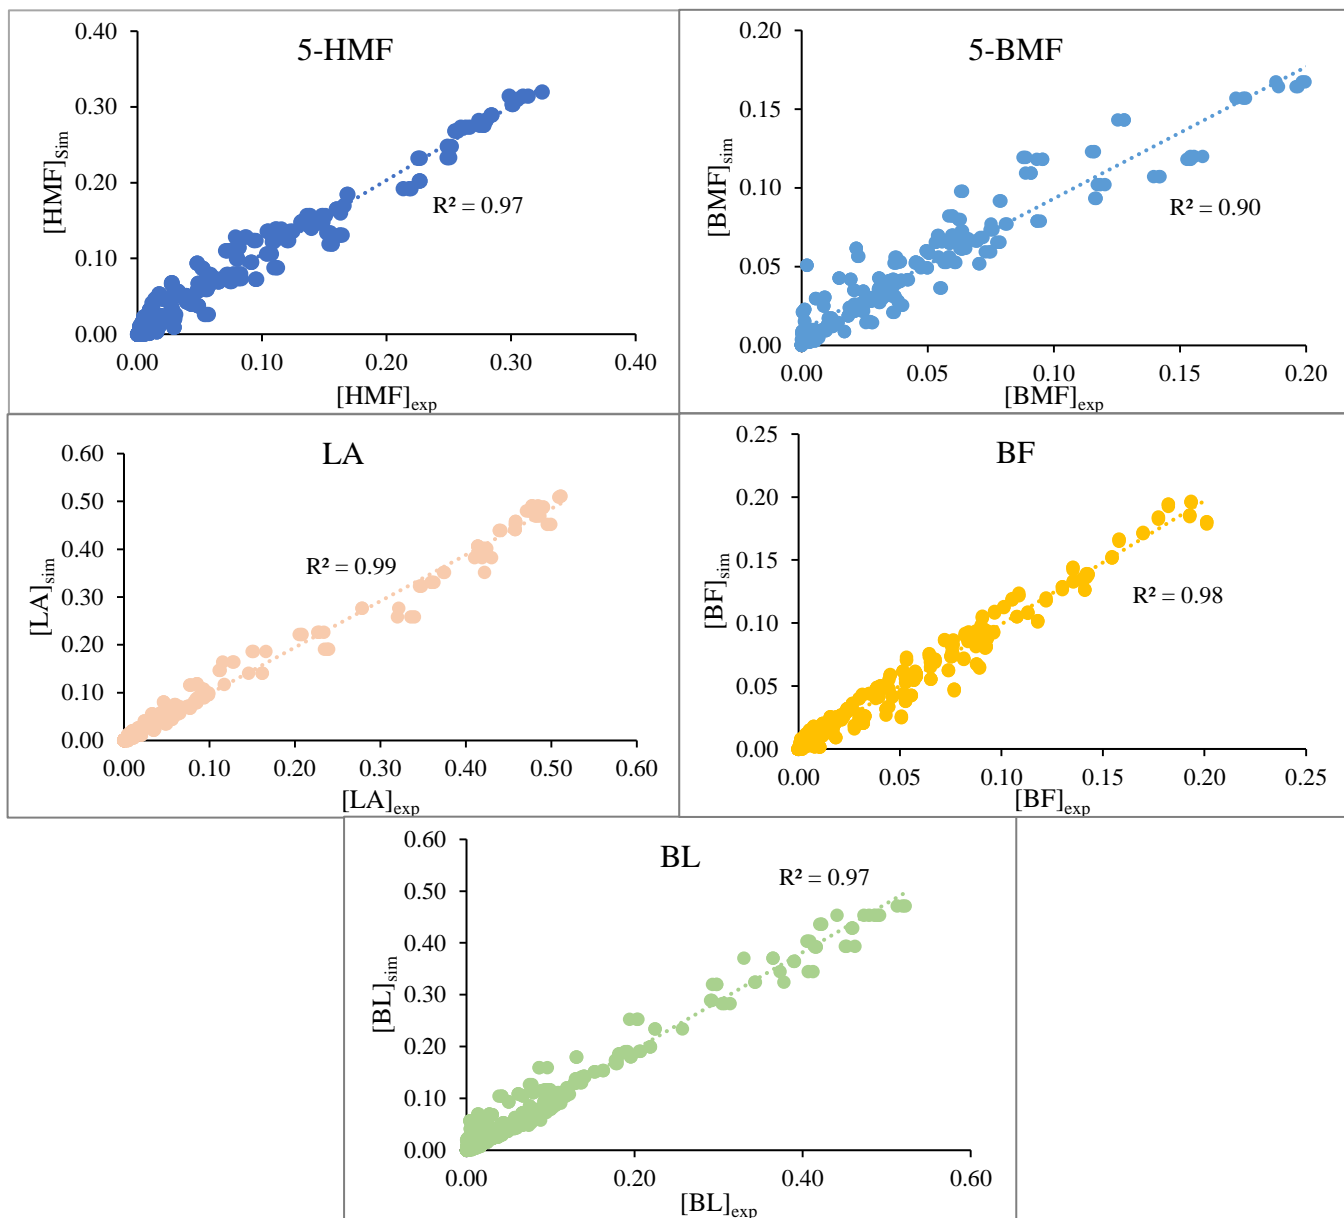 5-HMF
0.40
0.30
0.20
0.10
0.00
[HMF]Sim
R² = 0.97
0.00 0.10 0.20 0.30 0.40
[HMF]exp
5-BMF
0.20
0.15
0.10
0.05
0.00
[BMF]sim
R² = 0.90
0.00 0.05 0.10 0.15 0.20
[BMF]exp
LA
0.60
0.50
0.40
0.30
0.20
0.10
0.00
[LA]sim
R² = 0.99
0.00 0.10 0.20 0.30 0.40 0.50 0.60
[LA]exp
BF
0.25
0.20
0.15
0.10
0.05
0.00
[BF]sim
R² = 0.98
0.00 0.05 0.10 0.15 0.20 0.25
[BF]exp
BL
0.60
0.50
0.40
0.30
0.20
0.10
0.00
[BL]sim
R² = 0.97
0.00 0.20 0.40 0.60
[BL]exp